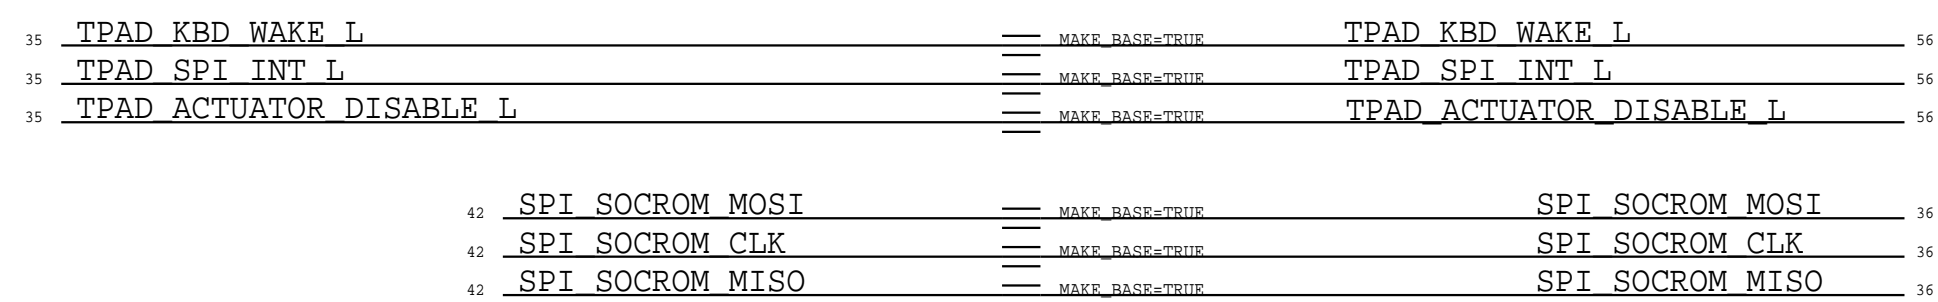 35 TPAD_KBD_WAKE_L MAKE_BASE=TRUE TPAD_KBD_WAKE_L 56
35 TPAD_SPI_INT_L MAKE_BASE=TRUE TPAD_SPI_INT_L 56
35 TPAD_ACTUATOR_DISABLE_L MAKE_BASE=TRUE TPAD_ACTUATOR_DISABLE_L 56
42 SPI_SOCROM_MOSI MAKE_BASE=TRUE SPI_SOCROM_MOSI 36
42 SPI_SOCROM_CLK MAKE_BASE=TRUE SPI_SOCROM_CLK 36
42 SPI_SOCROM_MISO MAKE_BASE=TRUE SPI_SOCROM_MISO 36